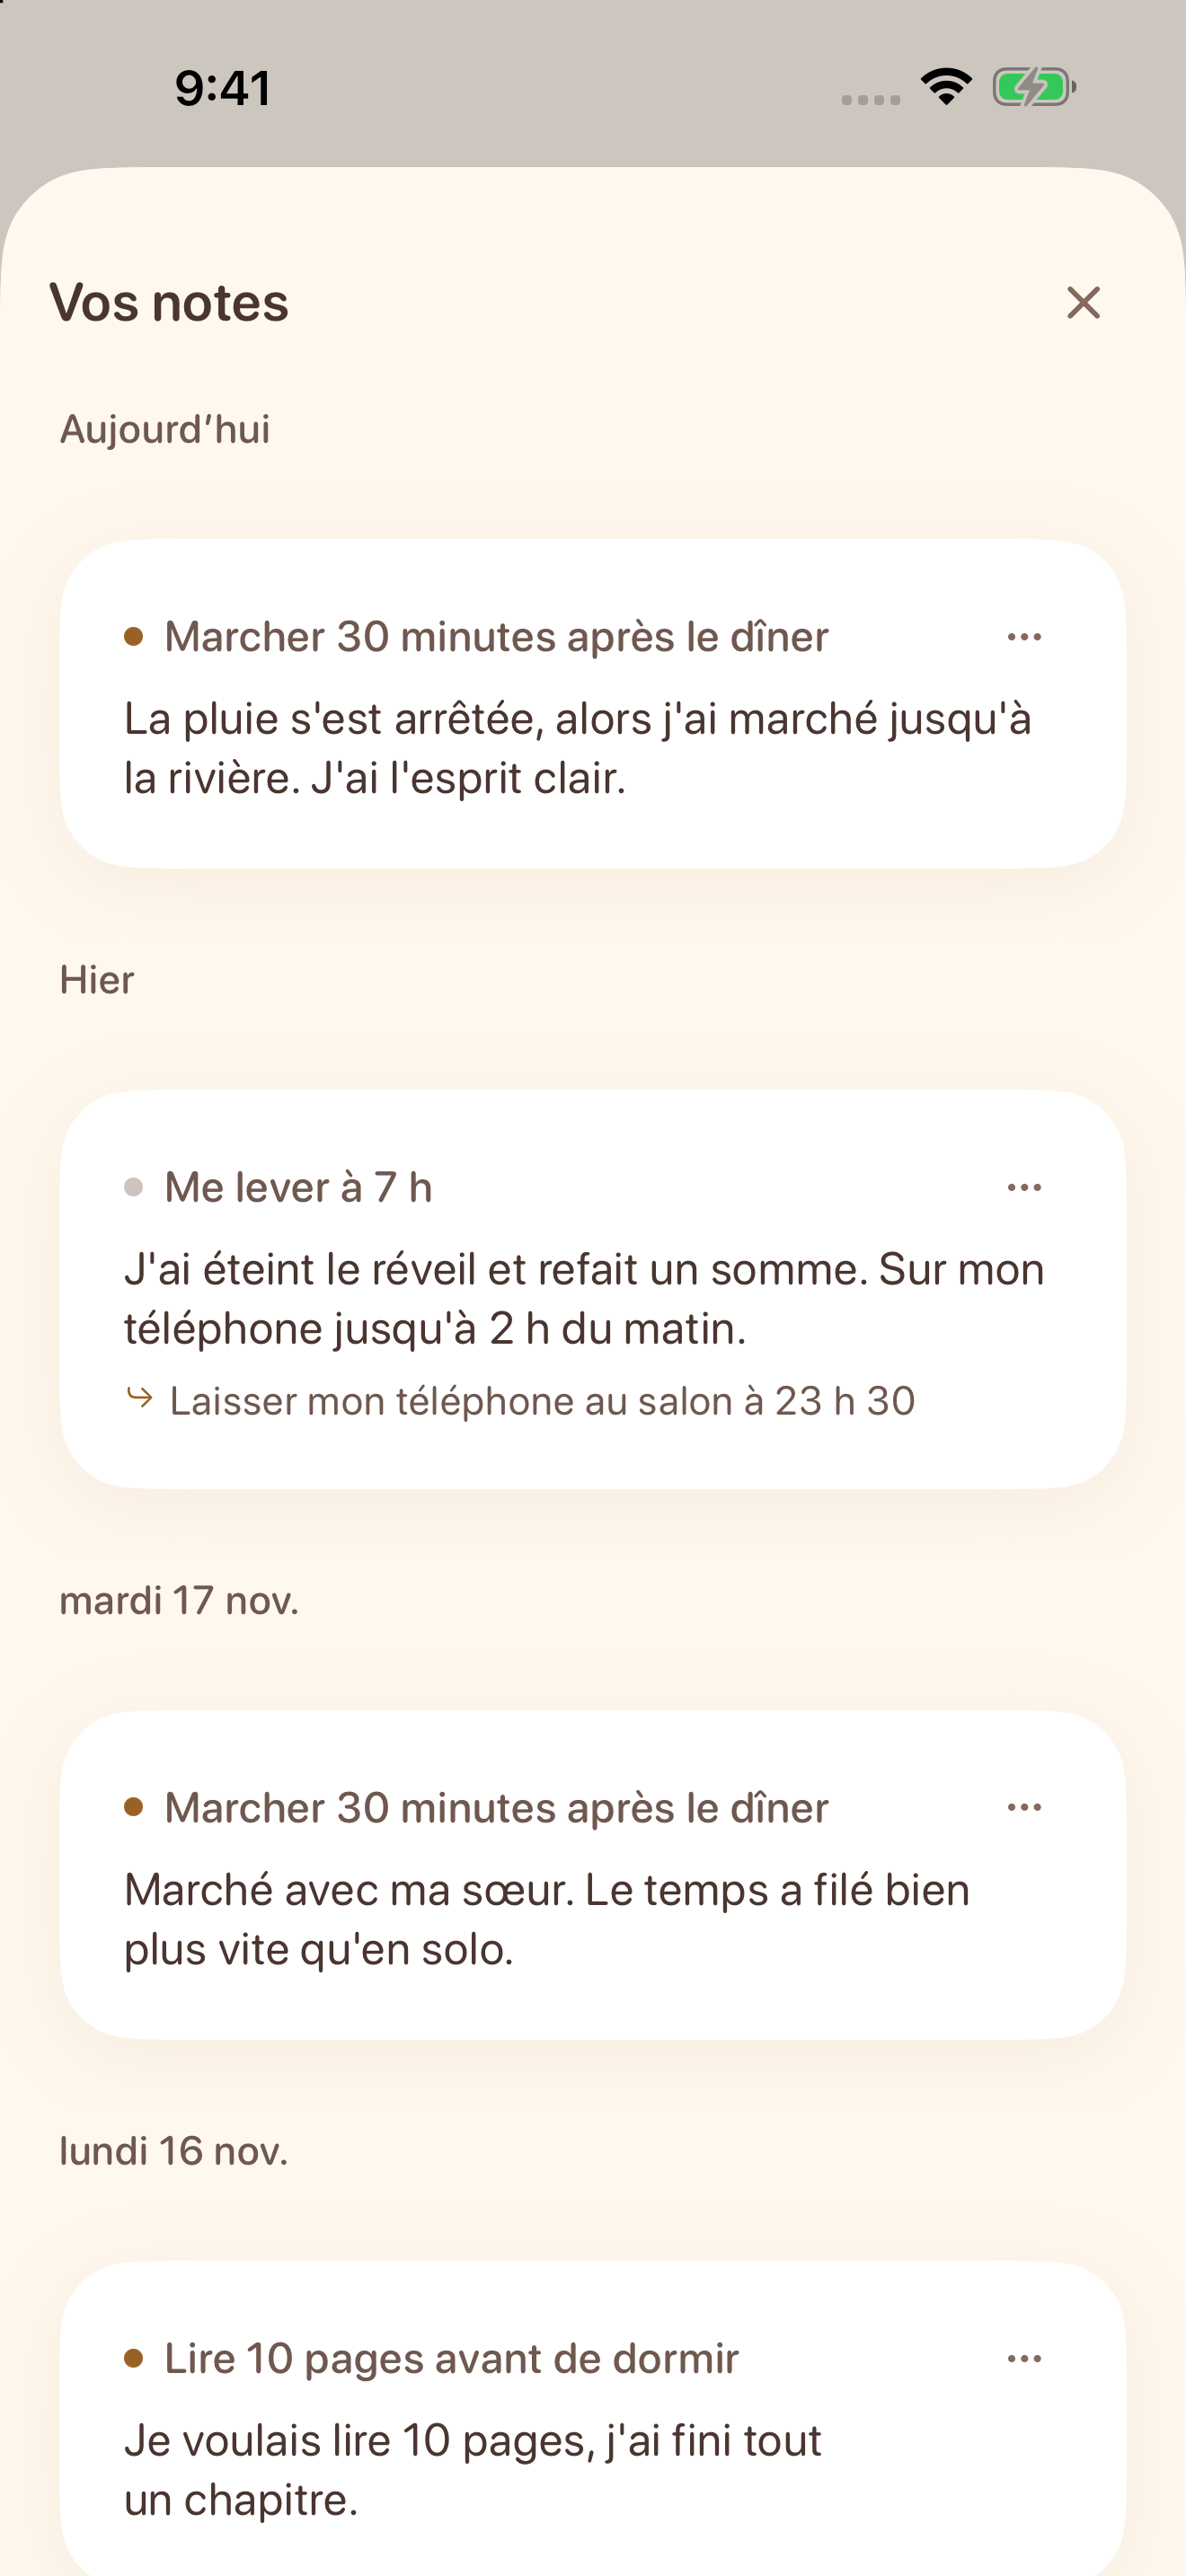 9:41
Vos notes
Aujourd’hui
Marcher 30 minutes après le dîner
La pluie s'est arrêtée, alors j'ai marché jusqu'à
la rivière. J'ai l'esprit clair.
Hier
Me lever à 7 h
J'ai éteint le réveil et refait un somme. Sur mon
téléphone jusqu'à 2 h du matin.
Laisser mon téléphone au salon à 23 h 30
mardi 17 nov.
Marcher 30 minutes après le dîner
Marché avec ma sœur. Le temps a filé bien
plus vite qu'en solo.
lundi 16 nov.
Lire 10 pages avant de dormir
Je voulais lire 10 pages, j'ai fini tout
un chapitre.